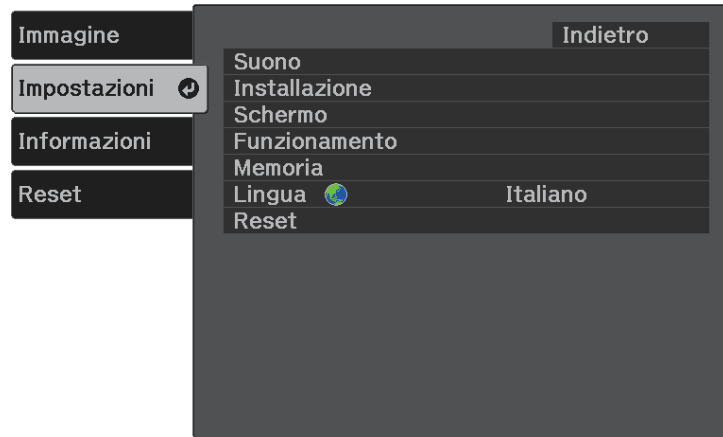 Immagine
Impostazioni
Informazioni
Reset
Indietro
Suono
Installazione
Schermo
Funzionamento
Memoria
Lingua Italiano
Reset